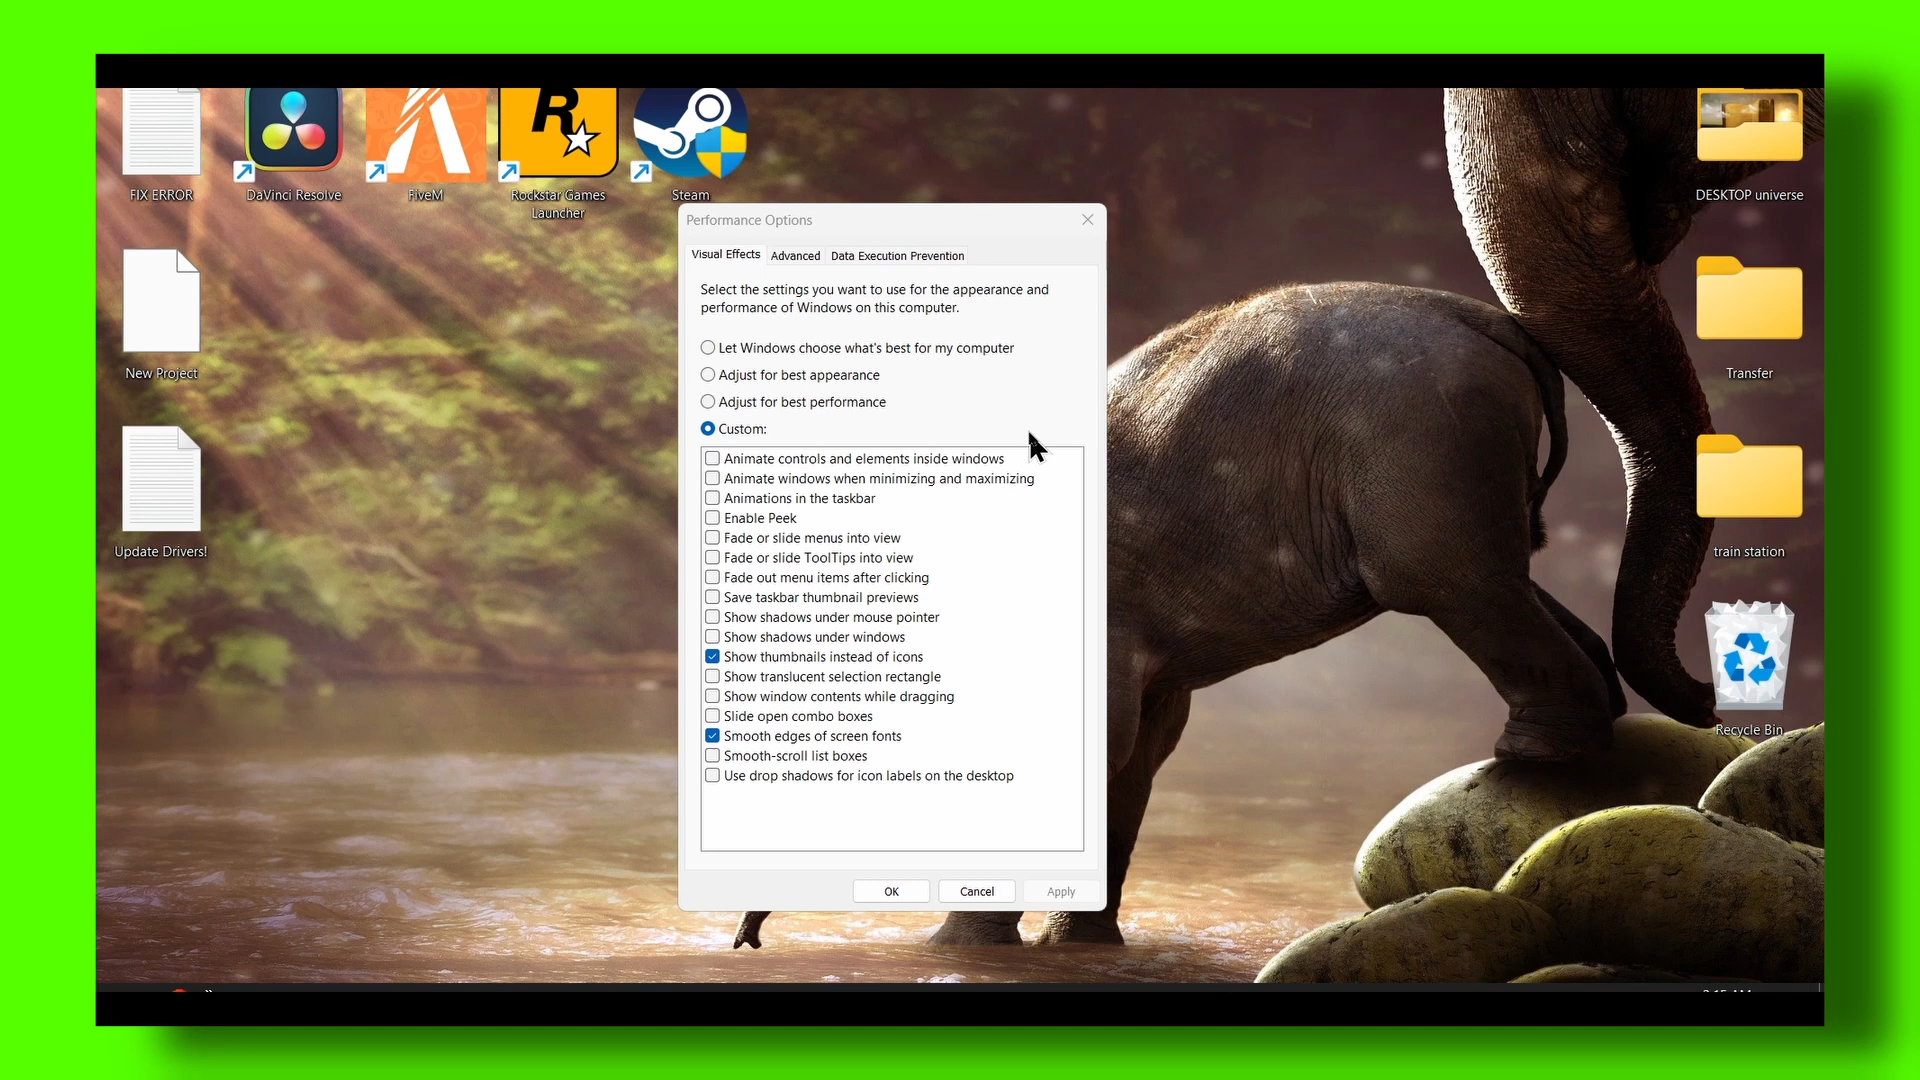 FIX ERROR
DaVinci Resolve
FiveM
Rockstar Games
Launcher
Steam
DESKTOP universe
New Project
Transfer
Update Drivers!
train station
Recycle Bin
Performance Options
Visual Effects
Advanced
Data Execution Prevention
Select the settings you want to use for the appearance and
performance of Windows on this computer.
Let Windows choose what's best for my computer
Adjust for best appearance
Adjust for best performance
Custom:
Animate controls and elements inside windows
Animate windows when minimizing and maximizing
Animations in the taskbar
Enable Peek
Fade or slide menus into view
Fade or slide ToolTips into view
Fade out menu items after clicking
Save taskbar thumbnail previews
Show shadows under mouse pointer
Show shadows under windows
Show thumbnails instead of icons
Show translucent selection rectangle
Show window contents while dragging
Slide open combo boxes
Smooth edges of screen fonts
Smooth-scroll list boxes
Use drop shadows for icon labels on the desktop
OK
Cancel
Apply